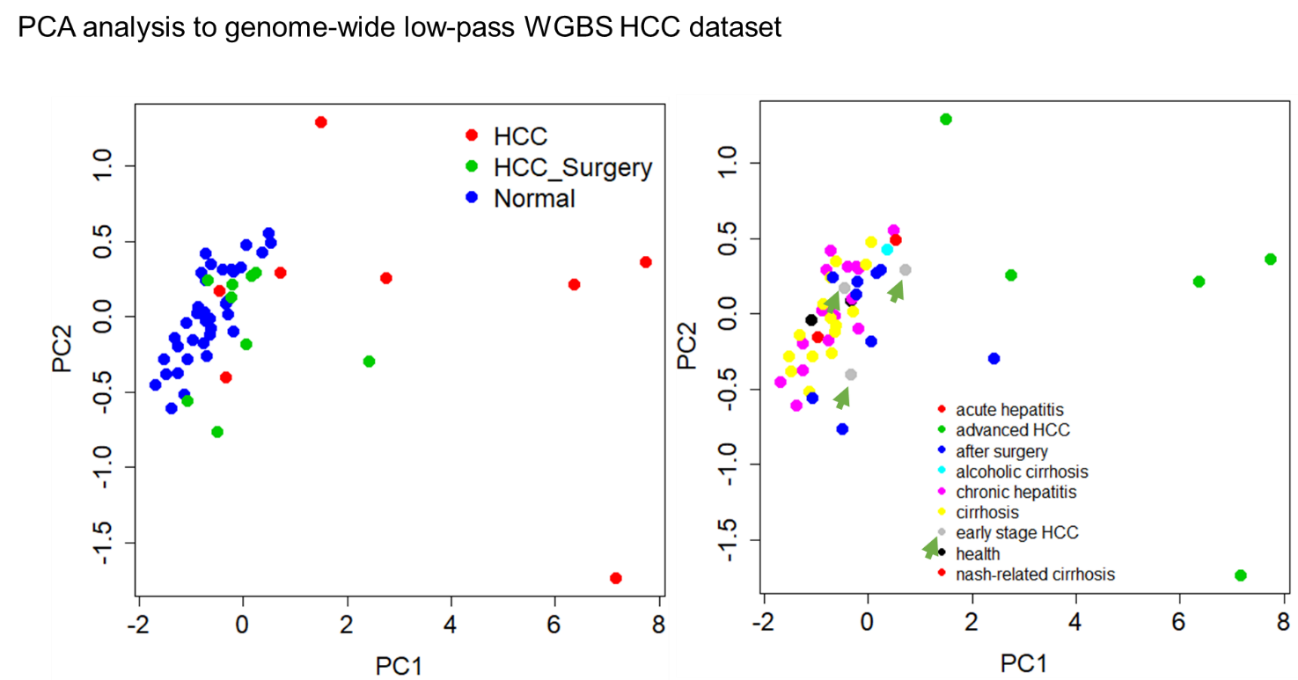 PCA analysis to genome-wide low-pass WGBS HCC dataset
HCC
HCC_Surgery
Normal
1.0
0.5
0.0
-0.5
-1.0
-1.5
PC2
-2
0
2
4
6
8
PC1
1.0
0.5
0.0
-0.5
-1.0
-1.5
PC2
acute hepatitis
advanced HCC
after surgery
alcoholic cirrhosis
chronic hepatitis
cirrhosis
early stage HCC
health
nash-related cirrhosis
-2
0
2
4
6
8
PC1